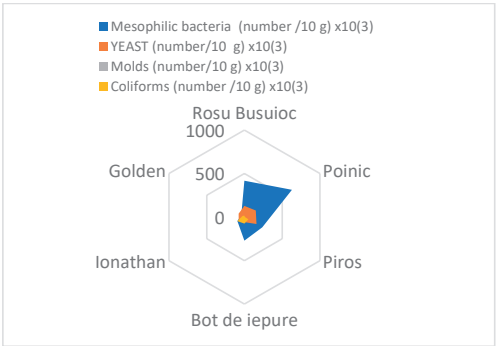 Mesophilic bacteria (number /10 g) x10(3)
YEAST (number/10 g) x10(3)
Molds (number/10 g) x10(3)
Coliforms (number /10 g) x10(3)
Rosu Busuioc
1000
Golden
Poinic
500
0
Ionathan
Piros
Bot de iepure